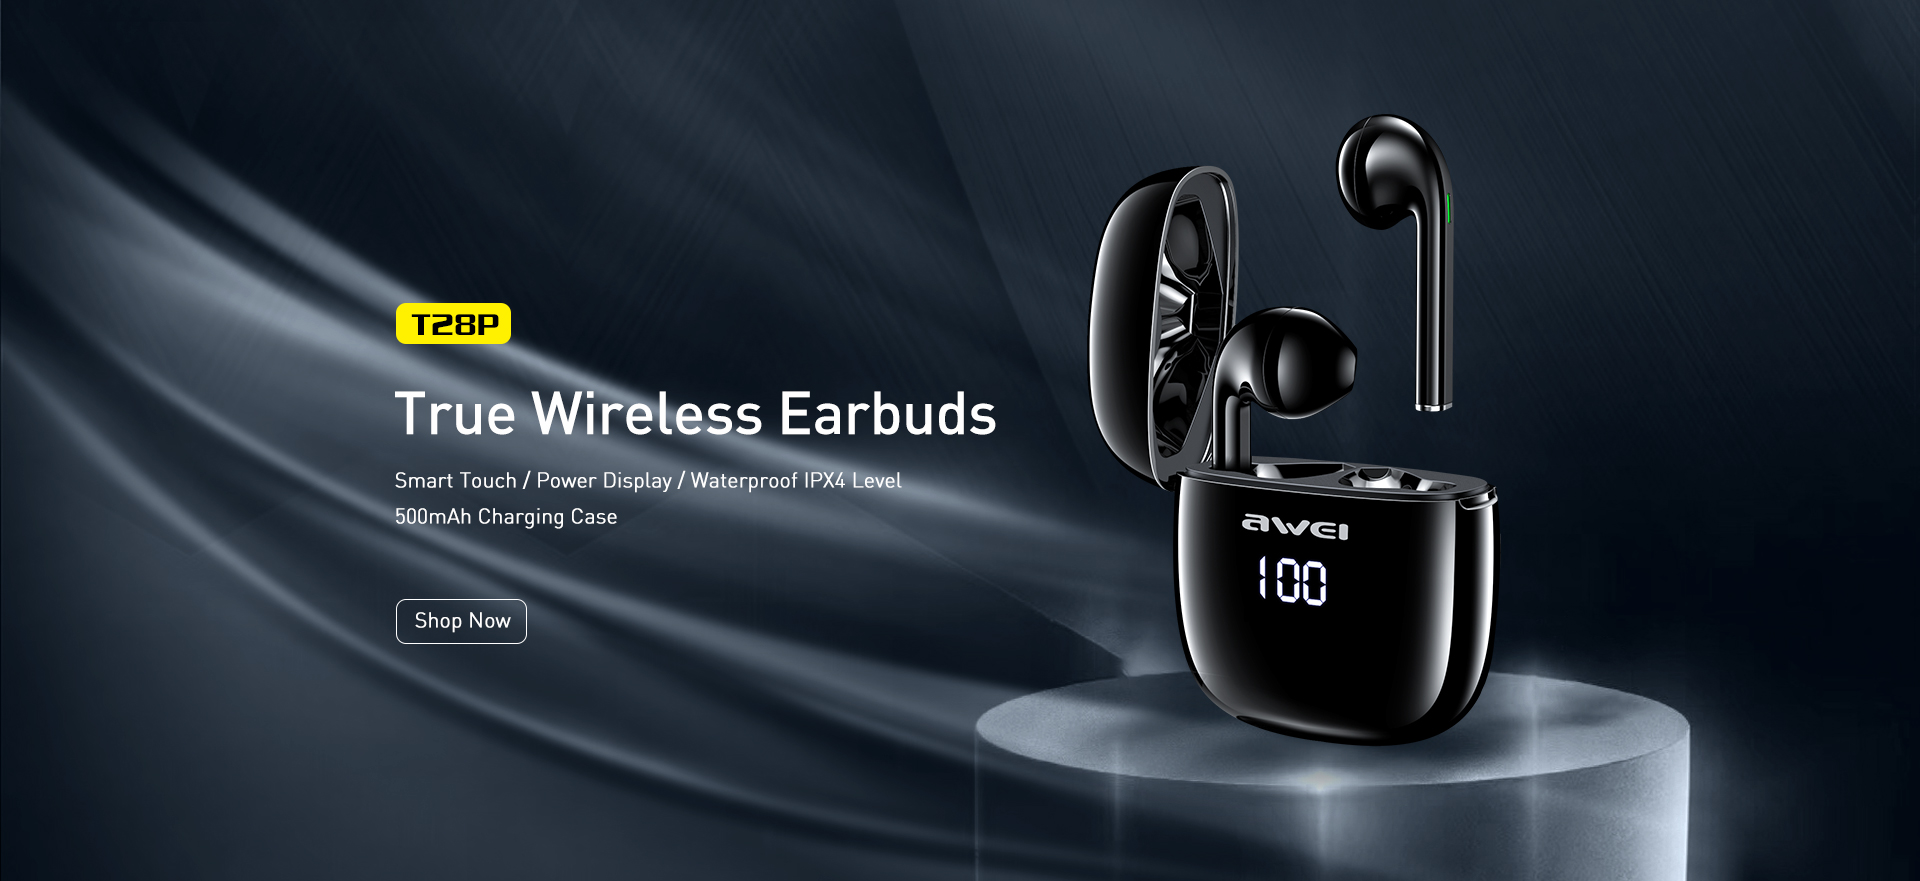 T28P
True Wireless Earbuds
Smart Touch / Power Display / Waterproof IPX4 Level
500mAh Charging Case
Shop Now
awei
100